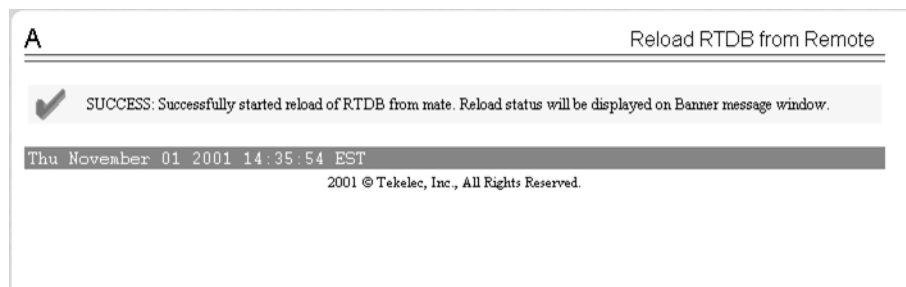 A
Reload RTDB from Remote
SUCCESS: Successfully started reload of RTDB from mate. Reload status will be displayed on Banner message window.
Thu November 01 2001 14:35:54 EST
2001 © Tekelec, Inc., All Rights Reserved.